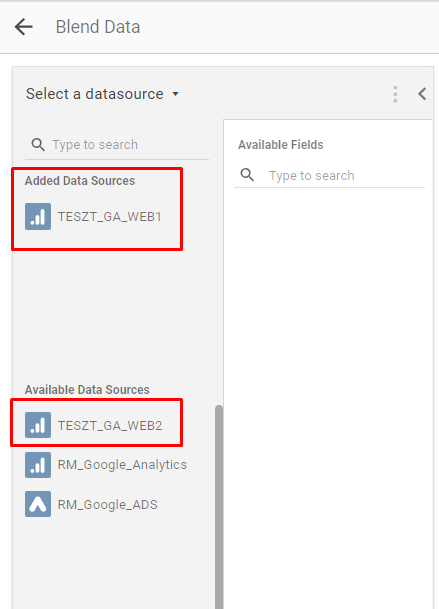 Blend Data
Select a datasource
Type to search
Added Data Sources
TESZT_GA_WEB1
Available Data Sources
TESZT_GA_WEB2
RM_Google_Analytics
RM_Google_ADS
Available Fields
Type to search